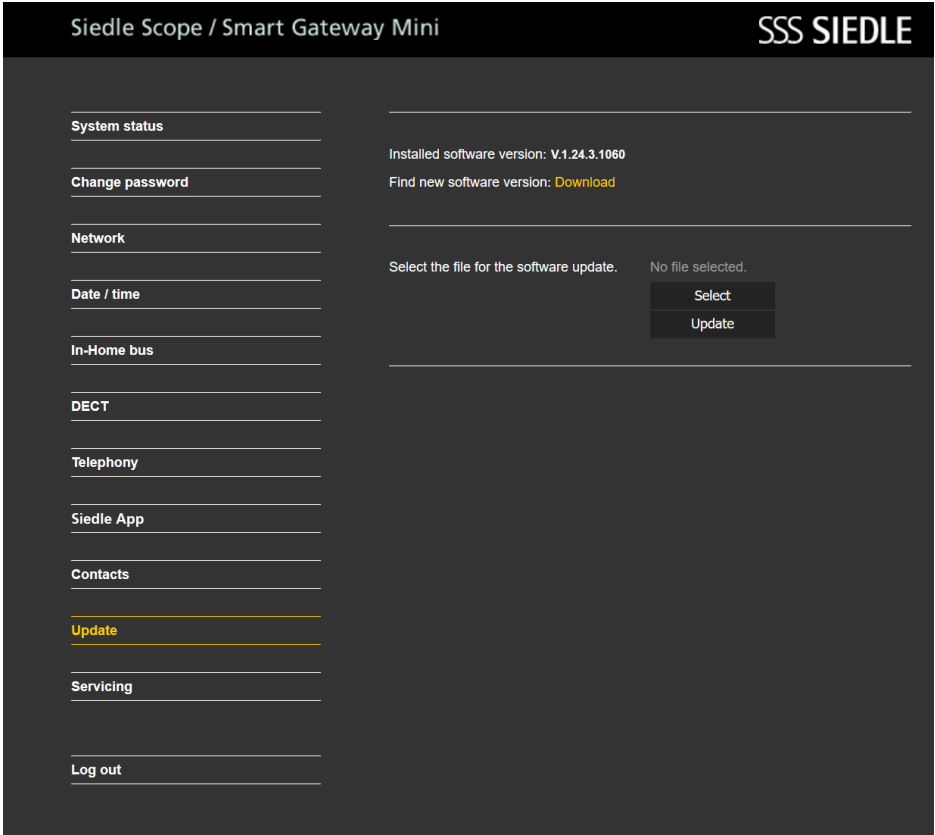 Siedle Scope / Smart Gateway Mini
SSS SIEDLE
System status
Change password
Network
Date / time
In-Home bus
DECT
Telephony
Siedle App
Contacts
Update
Servicing
Log out
Installed software version: V.1.24.3.1060
Find new software version: Download
Select the file for the software update. No file selected.
Select
Update